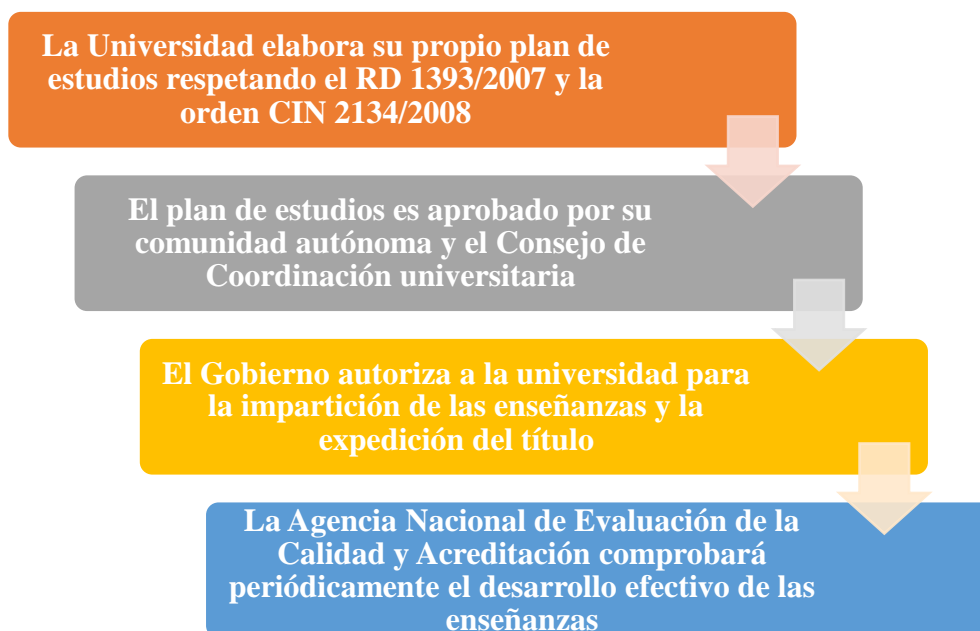 La Universidad elabora su propio plan de
estudios respetando el RD 1393/2007 y la
orden CIN 2134/2008
El plan de estudios es aprobado por su
comunidad autónoma y el Consejo de
Coordinación universitaria
El Gobierno autoriza a la universidad para
la impartición de las enseñanzas y la
expedición del título
La Agencia Nacional de Evaluación de la
Calidad y Acreditación comprobará
periódicamente el desarrollo efectivo de las
enseñanzas